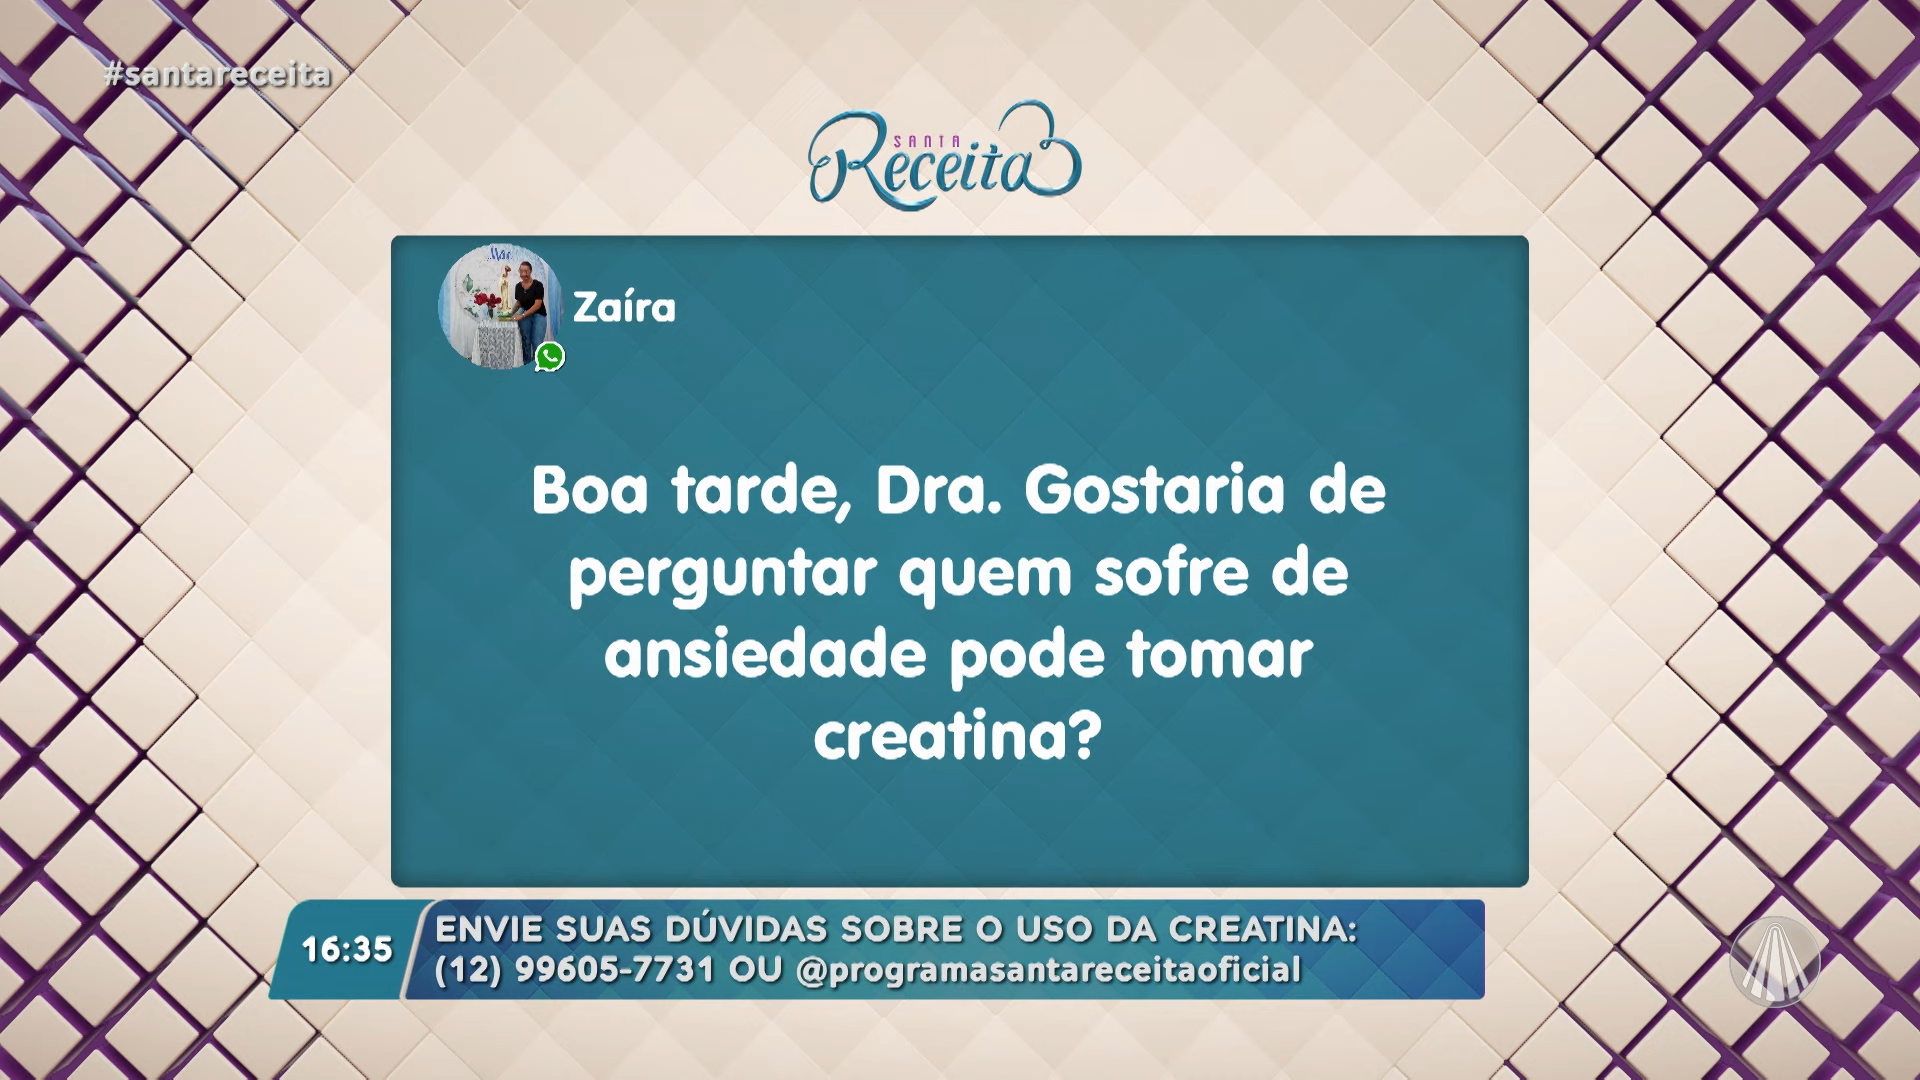 #santareceita
SANTA
Receita
Zaíra
Boa tarde, Dra. Gostaria de
perguntar quem sofre de
ansiedade pode tomar
creatina?
16:35
ENVIE SUAS DÚVIDAS SOBRE O USO DA CREATINA:
(12) 99605-7731 OU @programasantareceitaoficial